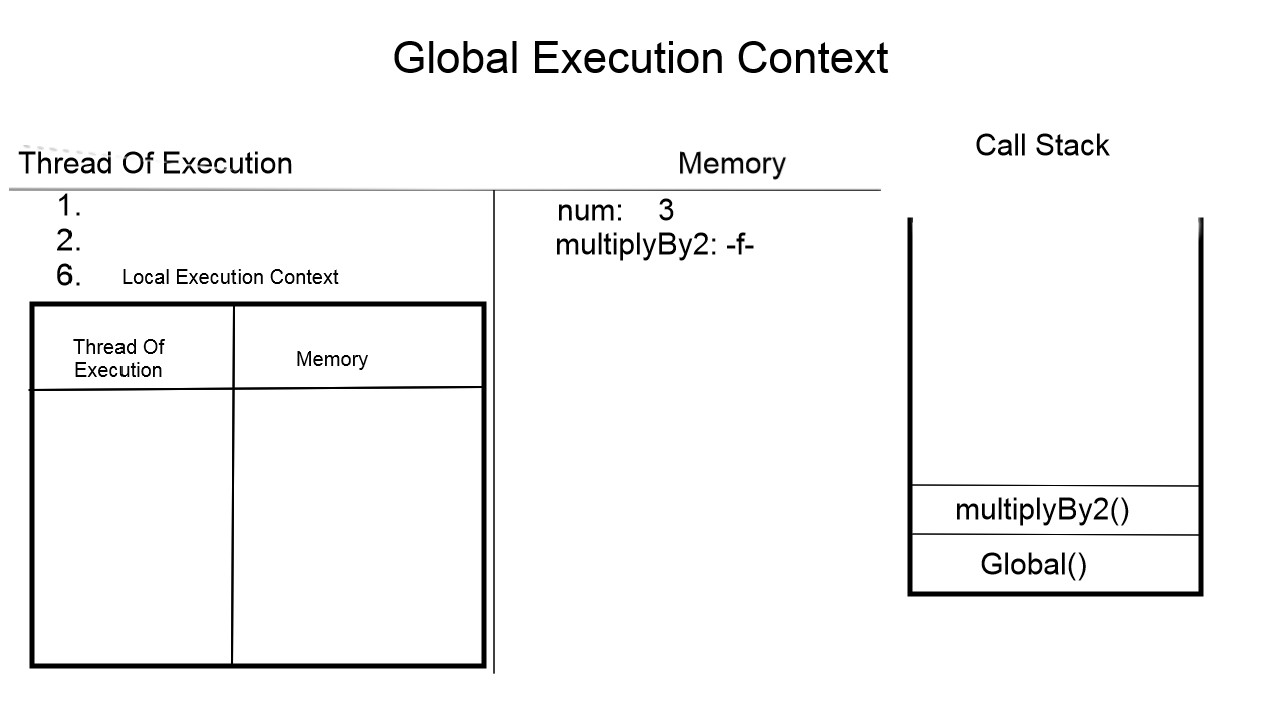 Global Execution Context
Thread Of Execution
Memory
Call Stack
1.
2.
6.
Local Execution Context
num: 3
multiplyBy2: -f-
Thread Of
Execution
Memory
multiplyBy2()
Global()